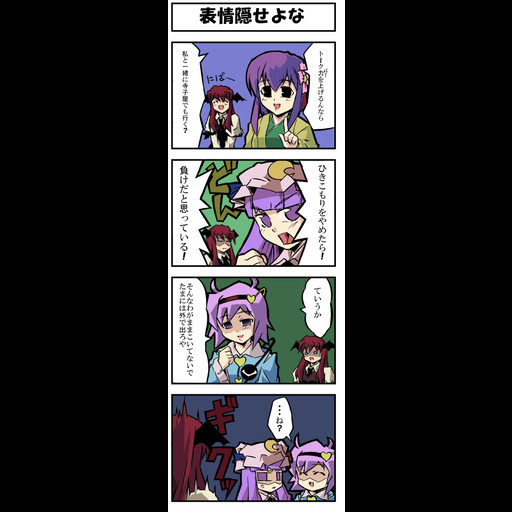 表情隠せよな
トーク力を上げるんなら
私と一緒に寺子屋でも行く？
にぱー
ひきこもりをやめたら！
どん
負けだと思っている！
ていうか
そんなわがままこいてないで
たまには外で出ろや
…ね？
ギクッ